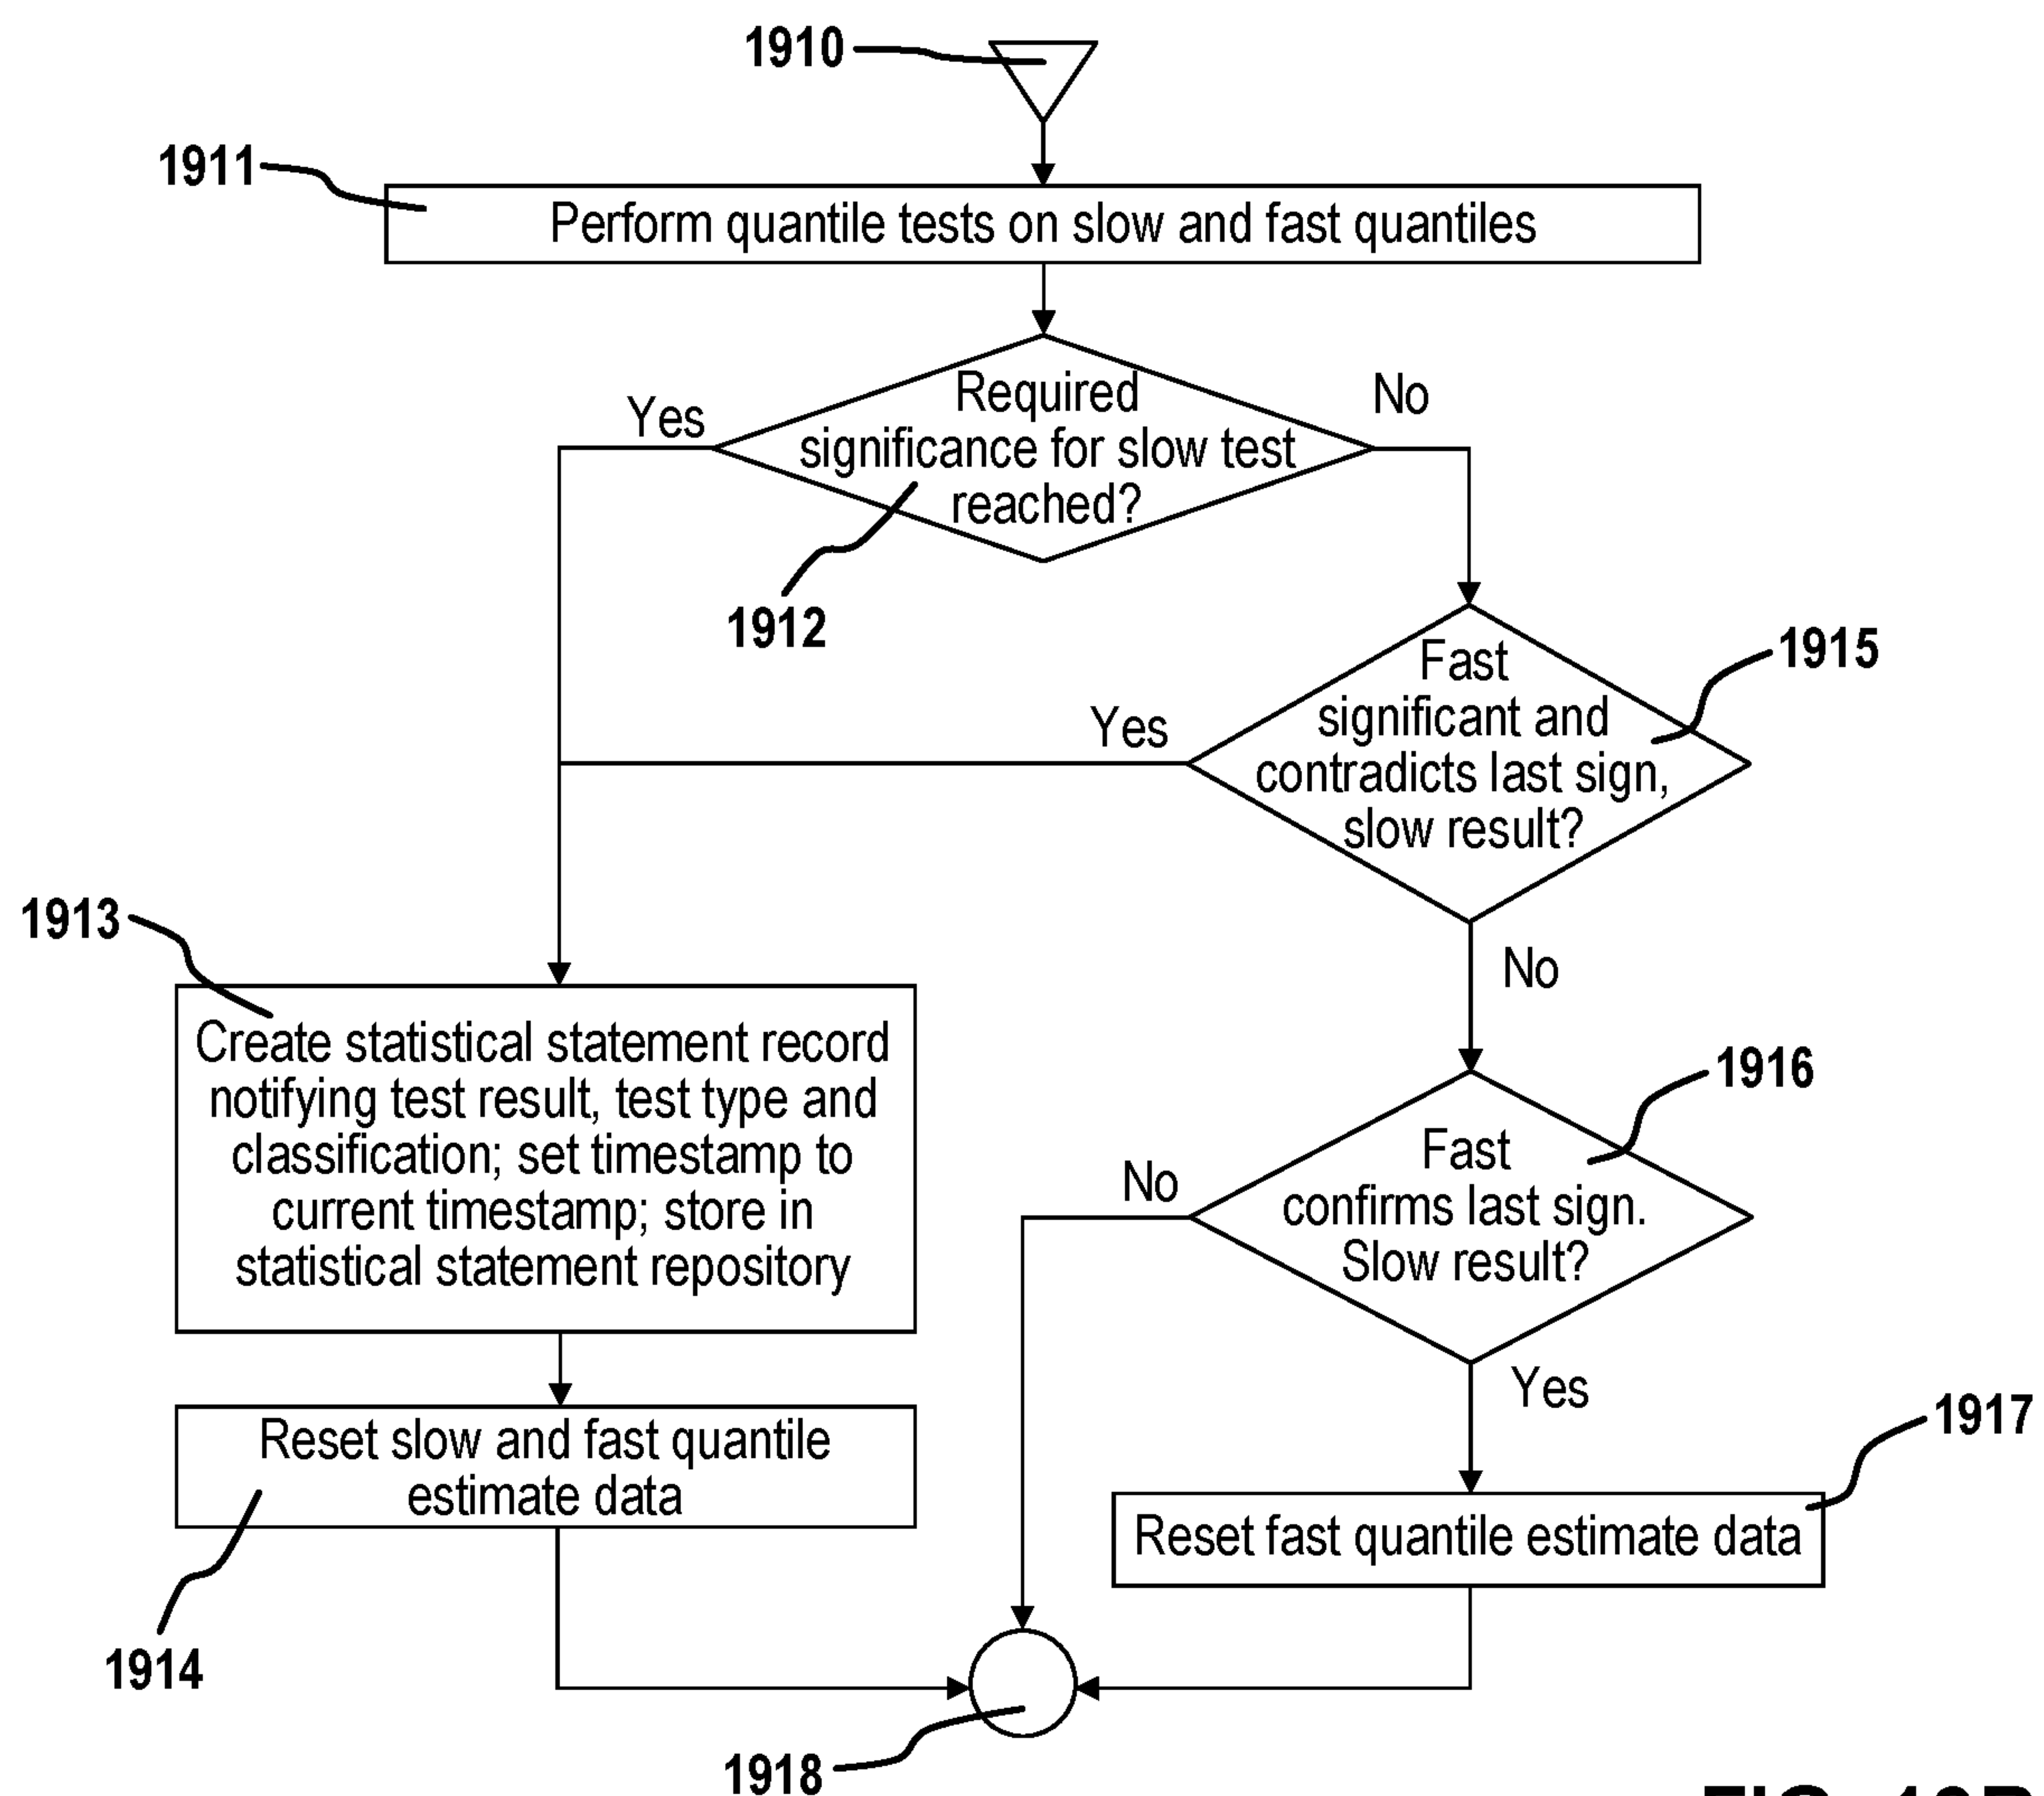 1910
1911
Perform quantile tests on slow and fast quantiles
Yes
Required
significance for slow test
reached?
No
1912
1915
Fast
significant and
contradicts last sign,
slow result?
Yes
No
1913
Create statistical statement record
notifying test result, test type and
classification; set timestamp to
current timestamp; store in
statistical statement repository
1916
Fast
confirms last sign.
Slow result?
No
Yes
1917
Reset slow and fast quantile
estimate data
Reset fast quantile estimate data
1914
1918